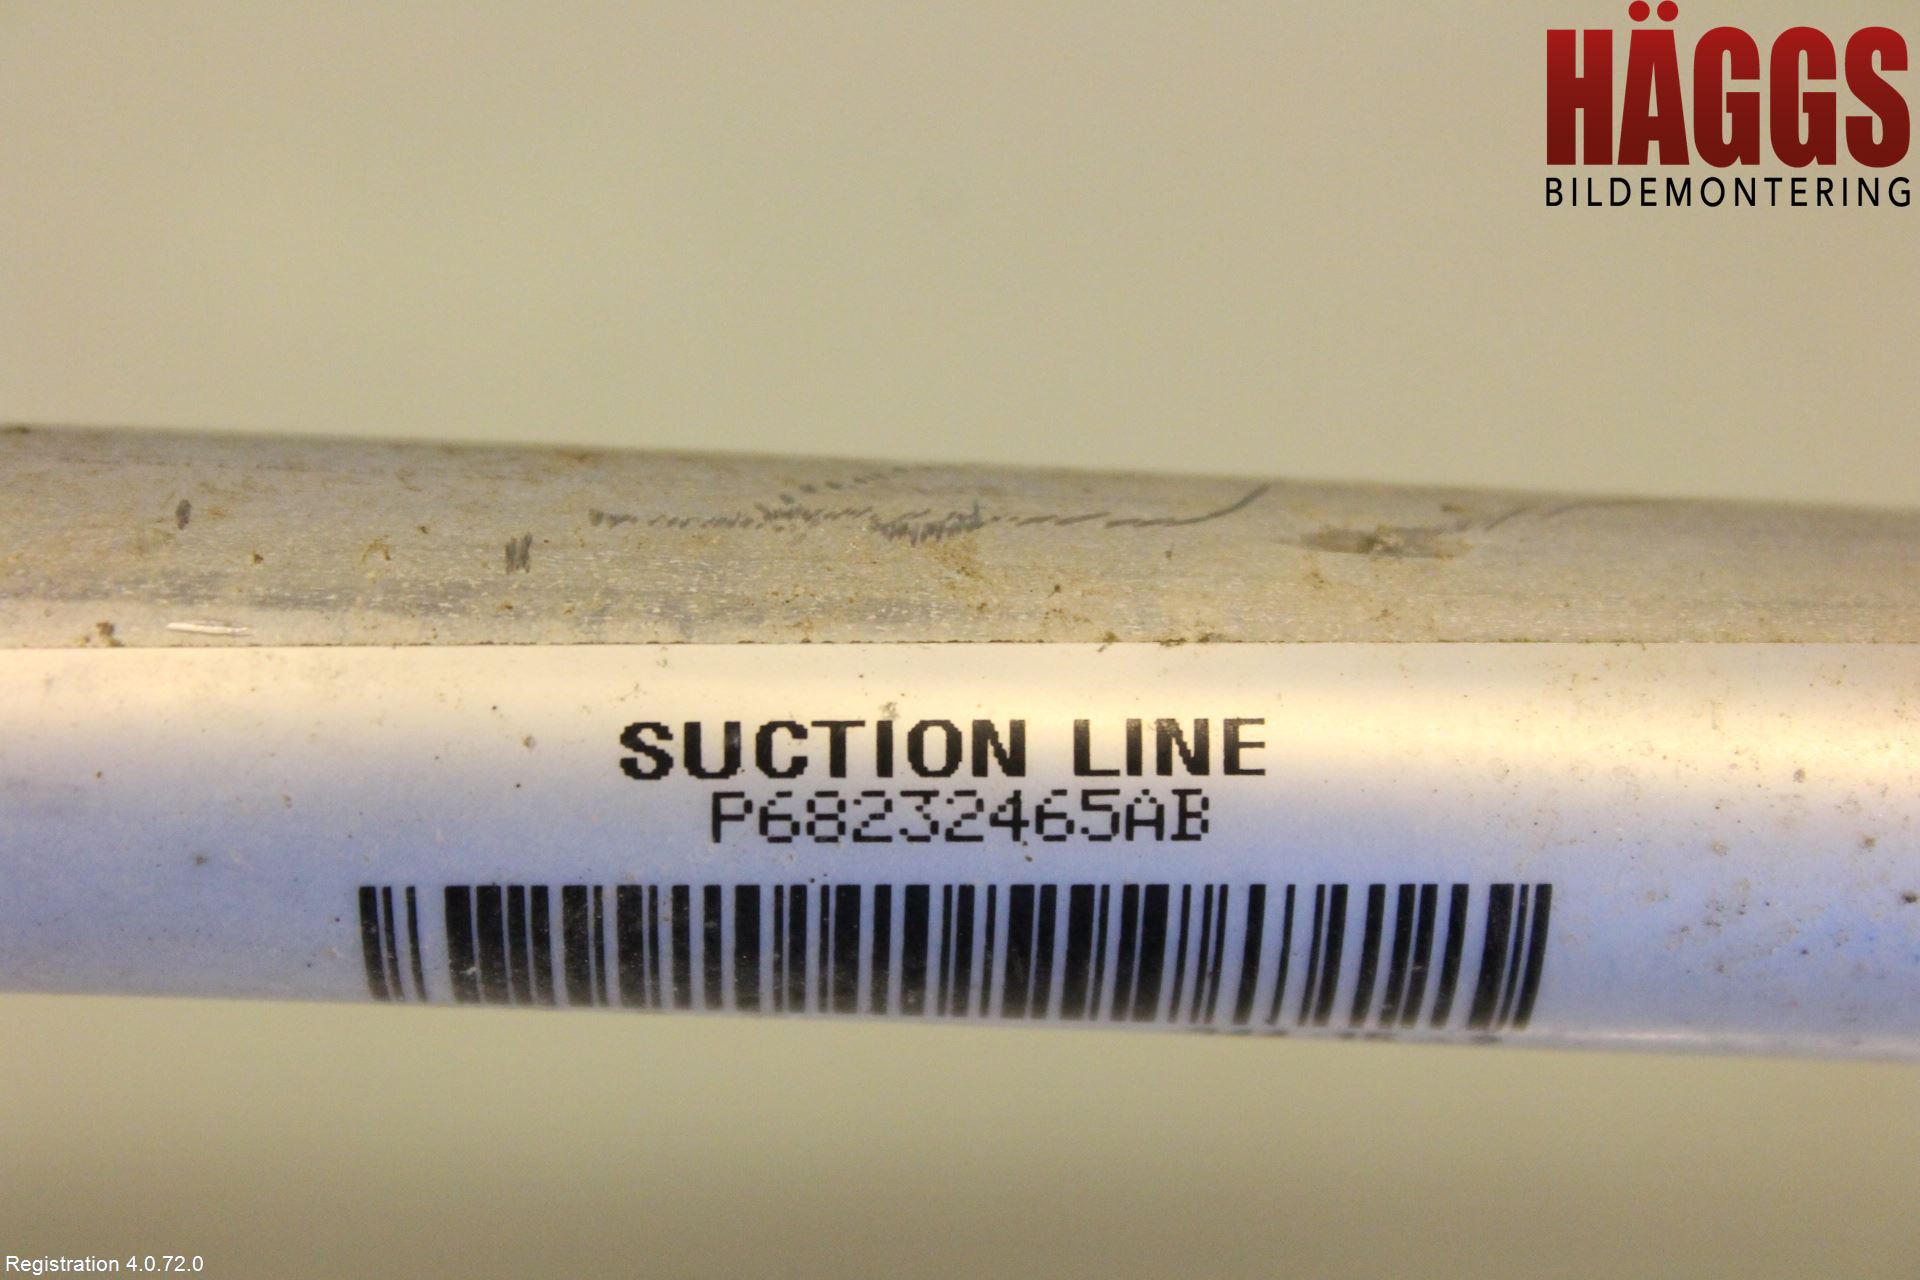 HÄGGS
BILDEMONTERING
SUCTION LINE
P68232465AB
Registration 4.0.72.0